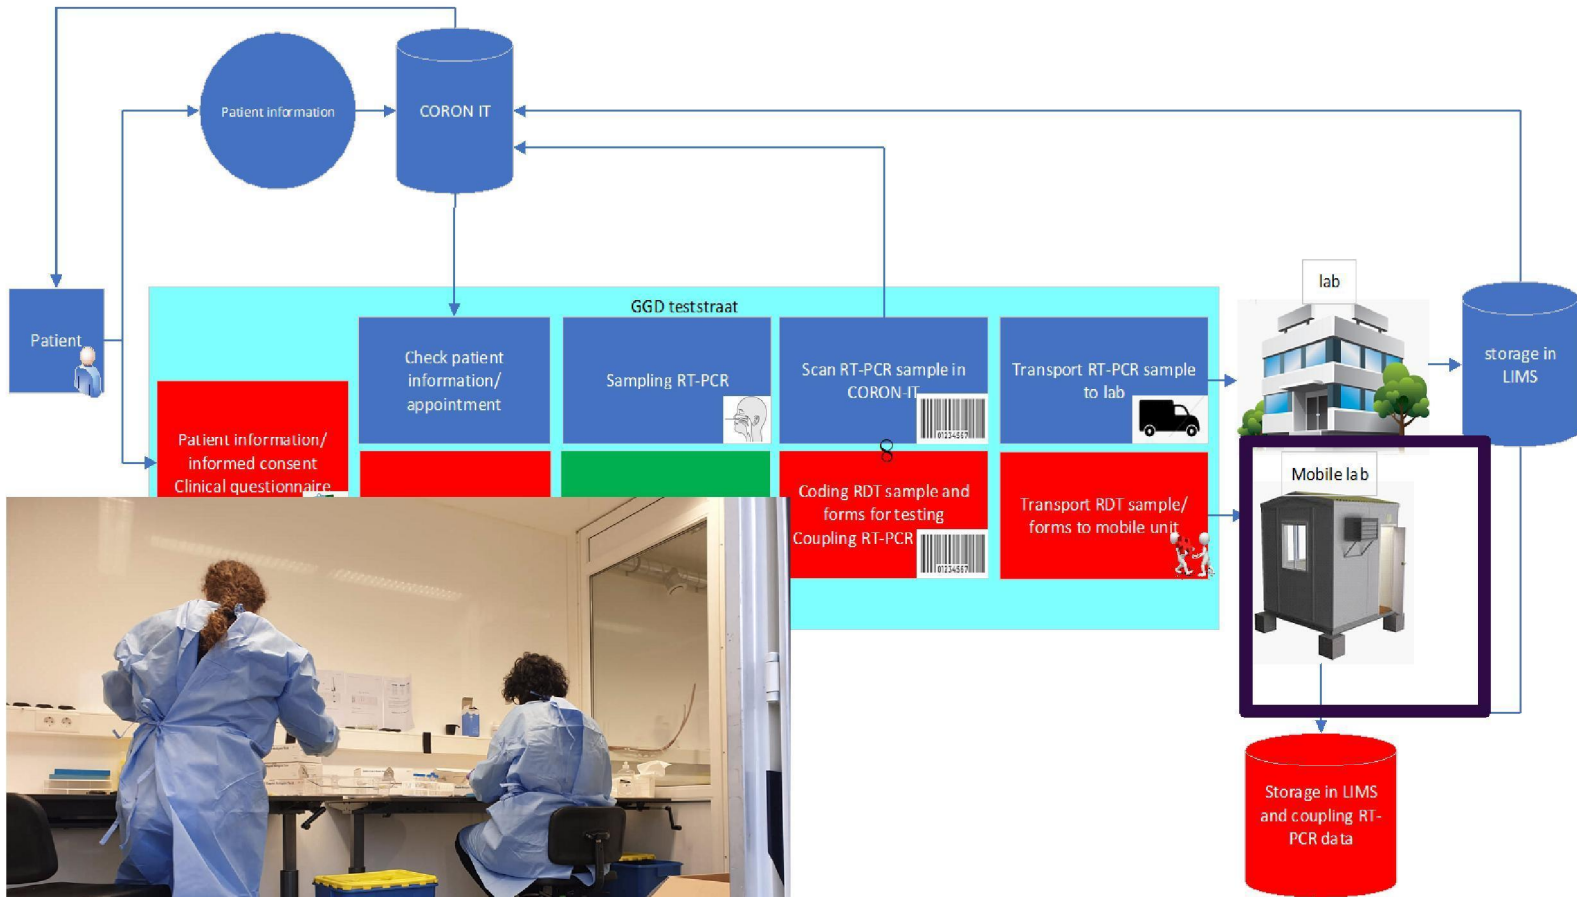 Patient information
CORON IT
GGD teststraat
lab
Patient
Check patient
information/
appointment
Sampling RT-PCR
Scan RT-PCR sample in
CORON-IT
01234567
Transport RT-PCR sample
to lab
storage in
LIMS
Patient information/
informed consent
Clinical questionnaire
Coding RDT sample and
forms for testing
Coupling RT-PCR
01234567
Transport RDT sample/
forms to mobile unit
Mobile lab
Storage in LIMS
and coupling RT-
PCR data